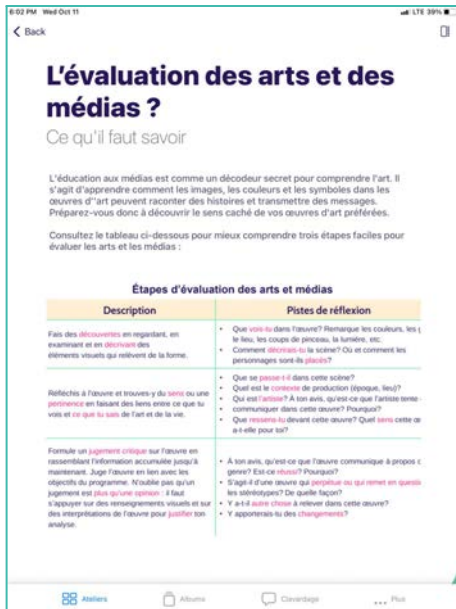 6:02 PM Wed Oct 11
LTE 39%
Back
L'évaluation des arts et des
médias ?
Ce qu'il faut savoir
L'éducation aux médias est comme un décodeur secret pour comprendre l'art. Il
s'agit d'apprendre comment les images, les couleurs et les symboles dans les
œuvres d''art peuvent raconter des histoires et transmettre des messages.
Préparez-vous donc à découvrir le sens caché de vos œuvres d'art préférées.
Consultez le tableau ci-dessous pour mieux comprendre trois étapes faciles pour
évaluer les arts et les médias :
Étapes d'évaluation des arts et médias
Description
Pistes de réflexion
Fais des découvertes en regardant, en
examinant et en décrivant des
éléments visuels qui relèvent de la forme.
• Que vois-tu dans l'œuvre? Remarque les couleurs, les
le lieu, les coups de pinceau, la lumière, etc.
• Comment décrirais-tu la scène? Où et comment les
personnages sont-ils placés?
Réfléchis à l'œuvre et trouves-y du sens ou une
pertinence en faisant des liens entre ce que tu
vois et ce que tu sais de l'art et de la vie.
• Que se passe-t-il dans cette scène?
• Quel est le contexte de production (époque, lieu)?
• Qui est l'artiste? À ton avis, qu'est-ce que l'artiste tente
communiquer dans cette œuvre? Pourquoi?
• Que ressens-tu devant cette œuvre? Quel sens cette œ
a-t-elle pour toi?
Formule un jugement critique sur l'œuvre en
rassemblant l'information accumulée jusqu'à
maintenant. Juge l'œuvre en lien avec les
objectifs du programme. N'oublie pas qu'un
jugement est plus qu'une opinion : il faut
s'appuyer sur des renseignements visuels et sur
des interprétations de l'œuvre pour justifier ton
analyse.
• À ton avis, qu'est-ce que l'œuvre communique à propos
genre? Est-ce réussi? Pourquoi?
• S'agit-il d'une œuvre qui perpétue ou qui remet en
les stéréotypes? De quelle façon?
• Y a-t-il autre chose à relever dans cette œuvre?
• Y apporterais-tu des changements?
Ateliers
Albums
Clavardage
Plus